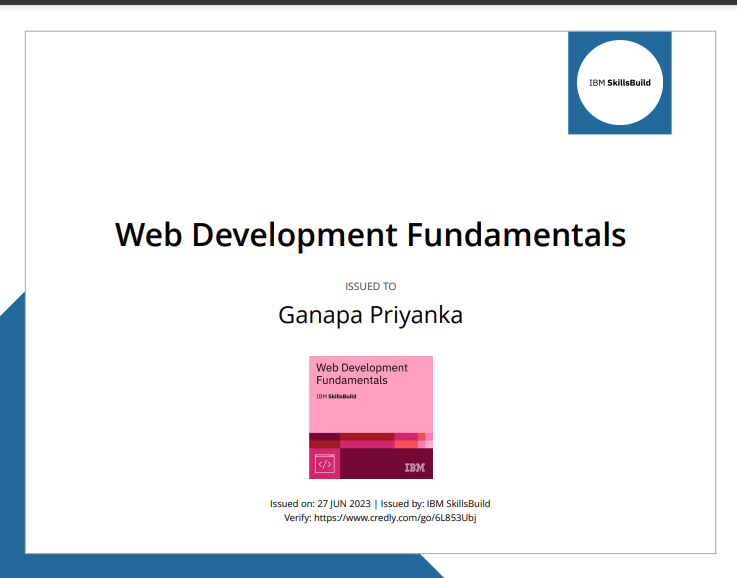 IBM SkillsBuild
Web Development Fundamentals
ISSUED TO
Ganapa Priyanka
Web Development
Fundamentals
IBM SkillsBuild
IBM
Issued on: 27 JUN 2023 | Issued by: IBM SkillsBuild
Verify: https://www.credly.com/go/6L853Ubj